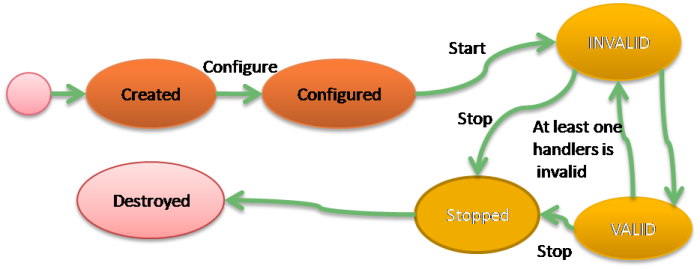 INVALID
Start
Configure
Created
Configured
Stop
At least one
handlers is
invalid
Destroyed
Stopped
VALID
Stop